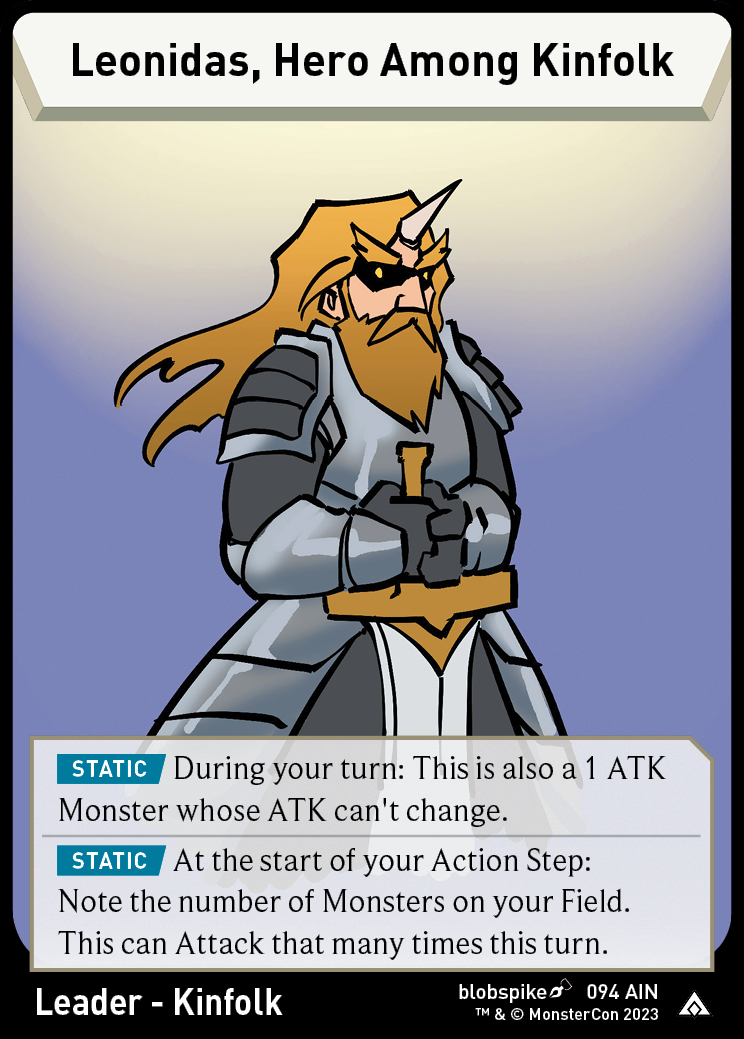 Leonidas, Hero Among Kinfolk
STATIC During your turn: This is also a 1 ATK
Monster whose ATK can't change.
STATIC At the start of your Action Step:
Note the number of Monsters on your Field.
This can Attack that many times this turn.
Leader - Kinfolk
blobspike 094 AIN
™ & © MonsterCon 2023